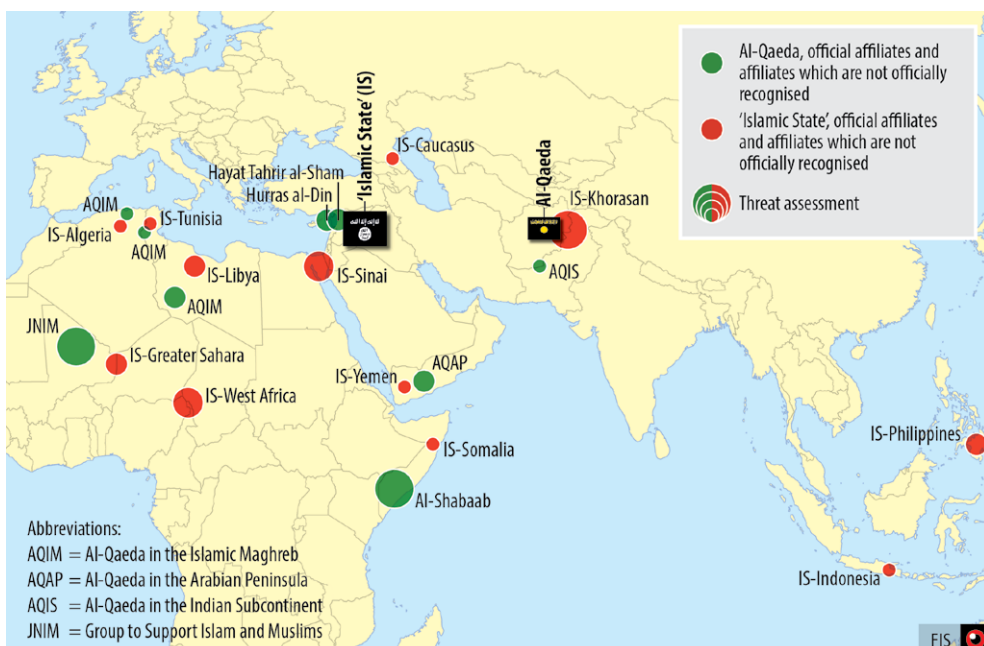 Al-Qaeda, official affiliates and
affiliates which are not officially
recognised
'Islamic State', official affiliates
and affiliates which are not
officially recognised
Threat assessment
'Islamic State' (IS)
Al-Qaeda
IS-Caucasus
Hayat Tahrir al-Sham
Hurras al-Din
IS-Khorasan
AQIM
IS-Tunisia
IS-Algeria
AQIM
IS-Libya
IS-Sinai
AQIS
AQIM
JNIM
IS-Greater Sahara
AQAP
IS-Yemen
IS-West Africa
IS-Somalia
IS-Philippines
Al-Shabaab
IS-Indonesia
Abbreviations:
AQIM = Al-Qaeda in the Islamic Maghreb
AQAP = Al-Qaeda in the Arabian Peninsula
AQIS = Al-Qaeda in the Indian Subcontinent
JNIM = Group to Support Islam and Muslims
FIS